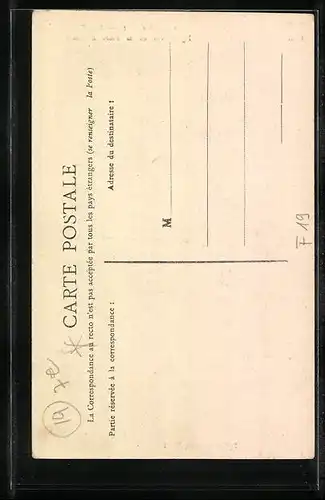 CARTE POSTALE
La Correspondance au recto n'est pas acceptée par tous les pays étrangers (se renseigner la Poste)
Partie réservée à la correspondance :
Adresse du destinataire :
M
19
F 19